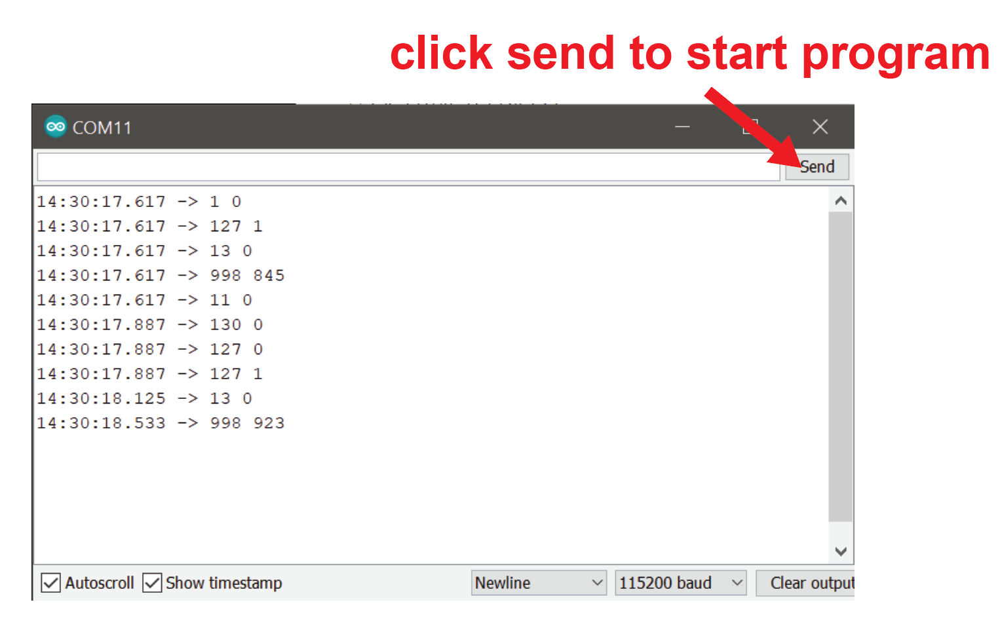 click send to start program
COM11
Send
14:30:17.617 -> 1 0
14:30:17.617 -> 127 1
14:30:17.617 -> 13 0
14:30:17.617 -> 998 845
14:30:17.617 -> 11 0
14:30:17.887 -> 130 0
14:30:17.887 -> 127 0
14:30:17.887 -> 127 1
14:30:18.125 -> 13 0
14:30:18.533 -> 998 923
Autoscroll Show timestamp Newline 115200 baud Clear output